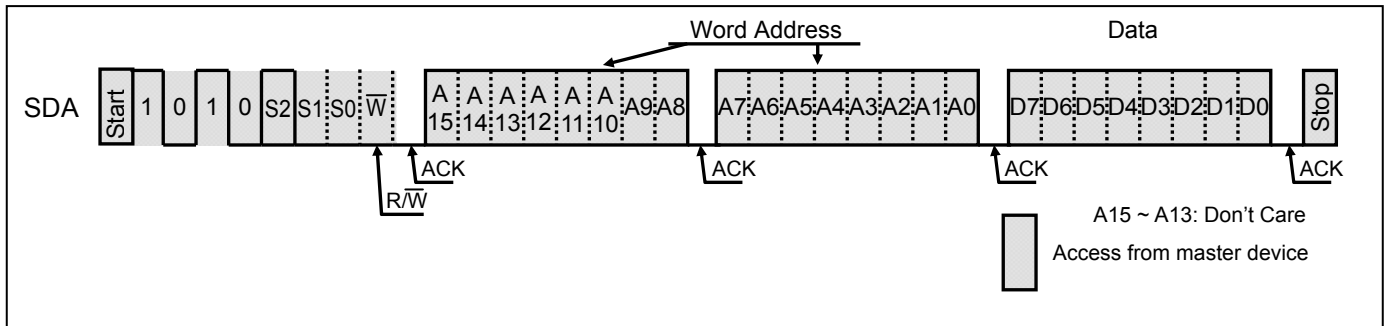 Word Address Data
SDA Start 1 0 1 0 S2 S1 S0 W̅ A15 A14 A13 A12 A11 A10 A9 A8 A7 A6 A5 A4 A3 A2 A1 A0 D7 D6 D5 D4 D3 D2 D1 D0 Stop
ACK ACK ACK ACK
R/W̅
A15 ~ A13: Don't Care
Access from master device